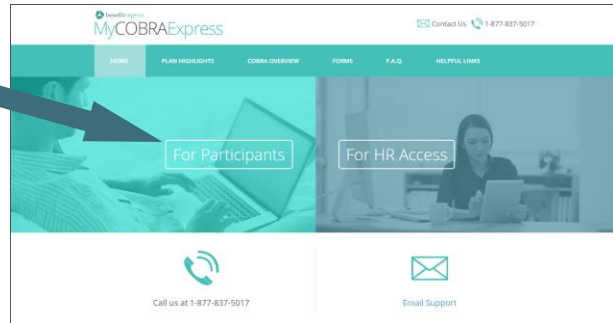 benefitexpress
MyCOBRAExpress
Contact Us 1-877-837-5017
HOME PLAN HIGHLIGHTS COBRA OVERVIEW FORMS F.A.Q. HELPFUL LINKS
For Participants
For HR Access
Call us at 1-877-837-5017
Email Support